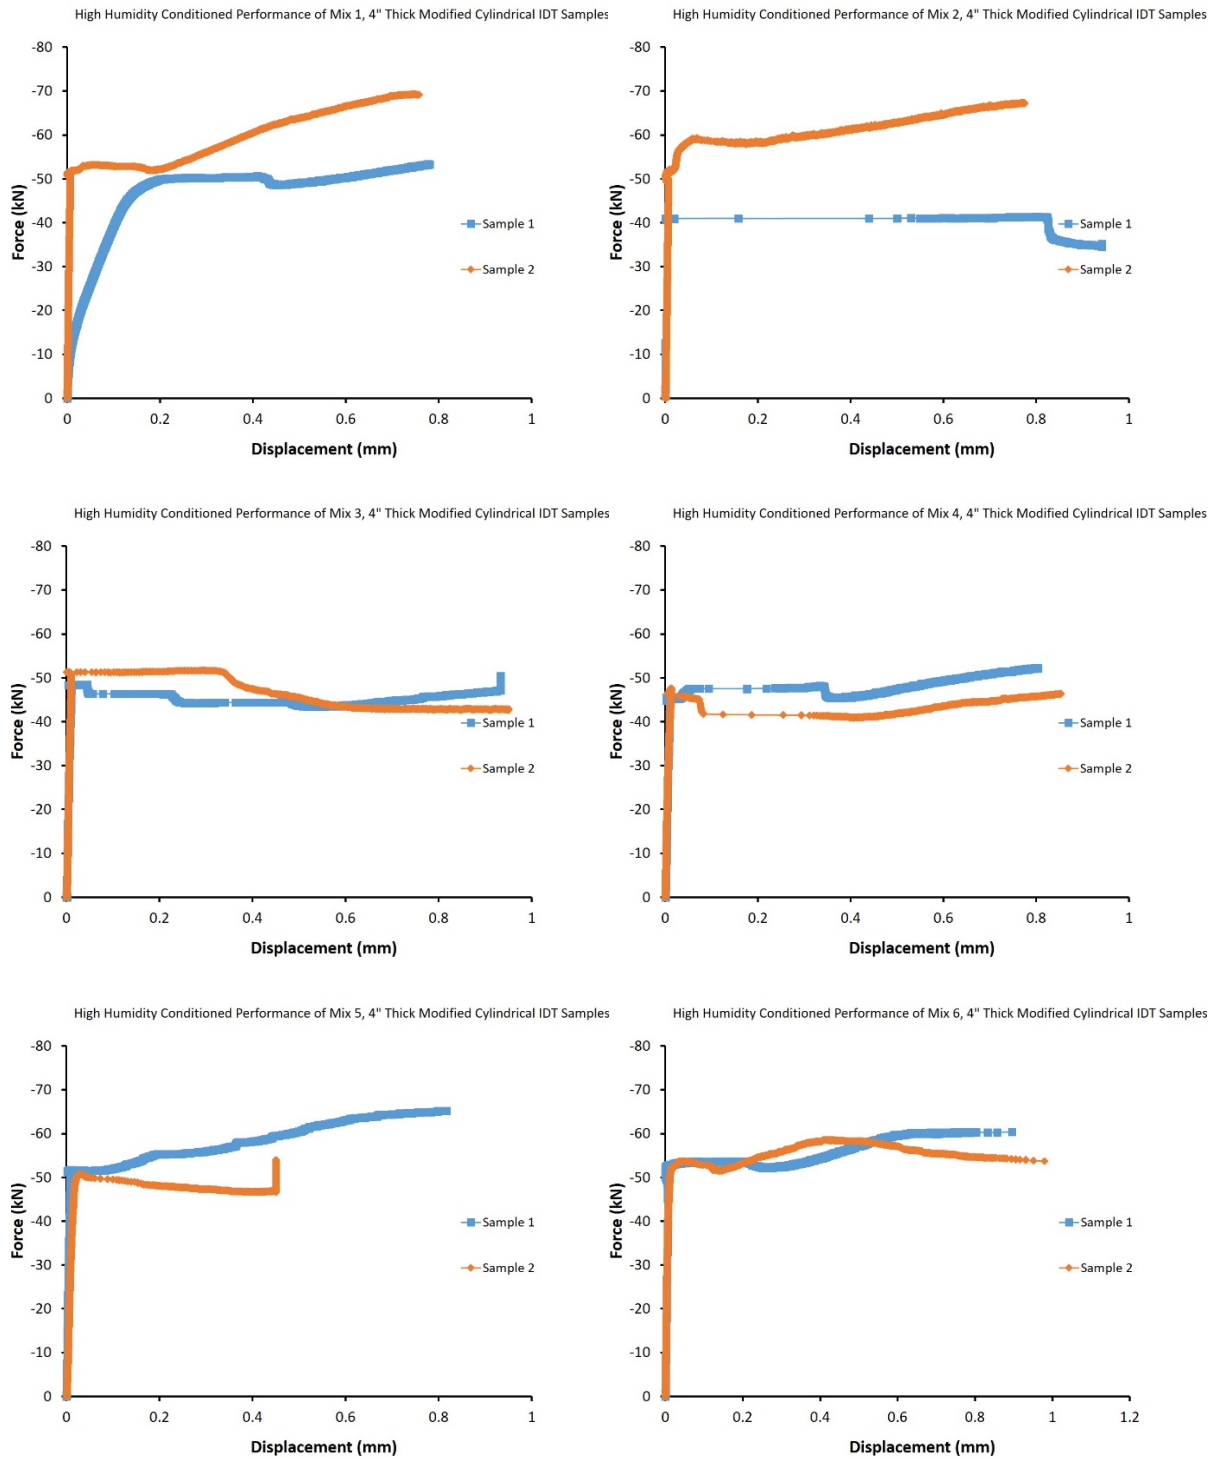 High Humidity Conditioned Performance of Mix 1, 4" Thick Modified Cylindrical IDT Samples
-80
-70
-60
-50
-40
-30
-20
-10
0
Force (kN)
Sample 1
Sample 2
0 0.2 0.4 0.6 0.8 1
Displacement (mm)
High Humidity Conditioned Performance of Mix 2, 4" Thick Modified Cylindrical IDT Samples
-80
-70
-60
-50
-40
-30
-20
-10
0
Force (kN)
Sample 1
Sample 2
0 0.2 0.4 0.6 0.8 1
Displacement (mm)
High Humidity Conditioned Performance of Mix 3, 4" Thick Modified Cylindrical IDT Samples
-80
-70
-60
-50
-40
-30
-20
-10
0
Force (kN)
Sample 1
Sample 2
0 0.2 0.4 0.6 0.8 1
Displacement (mm)
High Humidity Conditioned Performance of Mix 4, 4" Thick Modified Cylindrical IDT Samples
-80
-70
-60
-50
-40
-30
-20
-10
0
Force (kN)
Sample 1
Sample 2
0 0.2 0.4 0.6 0.8 1
Displacement (mm)
High Humidity Conditioned Performance of Mix 5, 4" Thick Modified Cylindrical IDT Samples
-80
-70
-60
-50
-40
-30
-20
-10
0
Force (kN)
Sample 1
Sample 2
0 0.2 0.4 0.6 0.8 1
Displacement (mm)
High Humidity Conditioned Performance of Mix 6, 4" Thick Modified Cylindrical IDT Samples
-80
-70
-60
-50
-40
-30
-20
-10
0
Force (kN)
Sample 1
Sample 2
0 0.2 0.4 0.6 0.8 1 1.2
Displacement (mm)